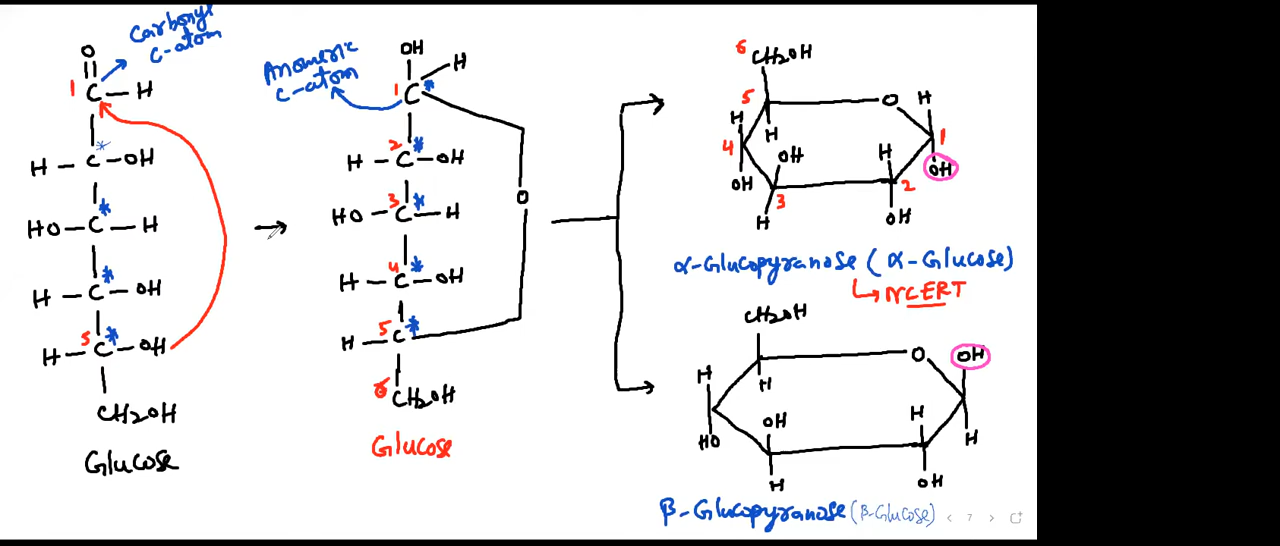 Carbonyl
C-atom
O
1 C-H
H-C*-OH
HO-C*-H
H-C*-OH
5 H-C*-OH
CH2OH
Glucose
Anomeric
C-atom
OH
H
1 C*
2 H-C*-OH
3 HO-C*-H
O
4 H-C*-OH
5 H-C*
6 CH2OH
Glucose
6 CH2OH
5 O H
H H 1
4 OH H OH
OH 2
3 OH
H
α-Glucopyranose (α-Glucose)
NCERT
CH2OH
O OH
H H
OH H H
HO
H OH
β-Glucopyranose (β-Glucose) < 7 >